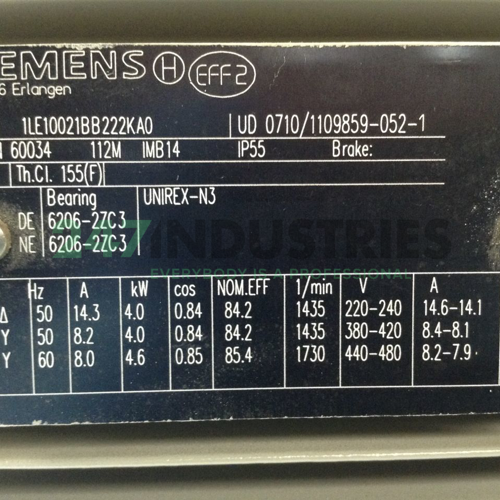 IEMENS H EFF2
6 Erlangen
1LE10021BB222KA0 UD 0710/1109859-052-1
60034 112M IMB14 IP55 Brake:
Th.Cl. 155(F)
Bearing UNIREX-N3
DE 6206-2ZC3
NE 6206-2ZC3
247INDUSTRIES
EVERYBODY IS A FRIEND
Hz A kW cos NOM.EFF 1/min V A
Δ 50 14.3 4.0 0.84 84.2 1435 220-240 14.6-14.1
Y 50 8.2 4.0 0.84 84.2 1435 380-420 8.4-8.1
Y 60 8.0 4.6 0.85 85.4 1730 440-480 8.2-7.9